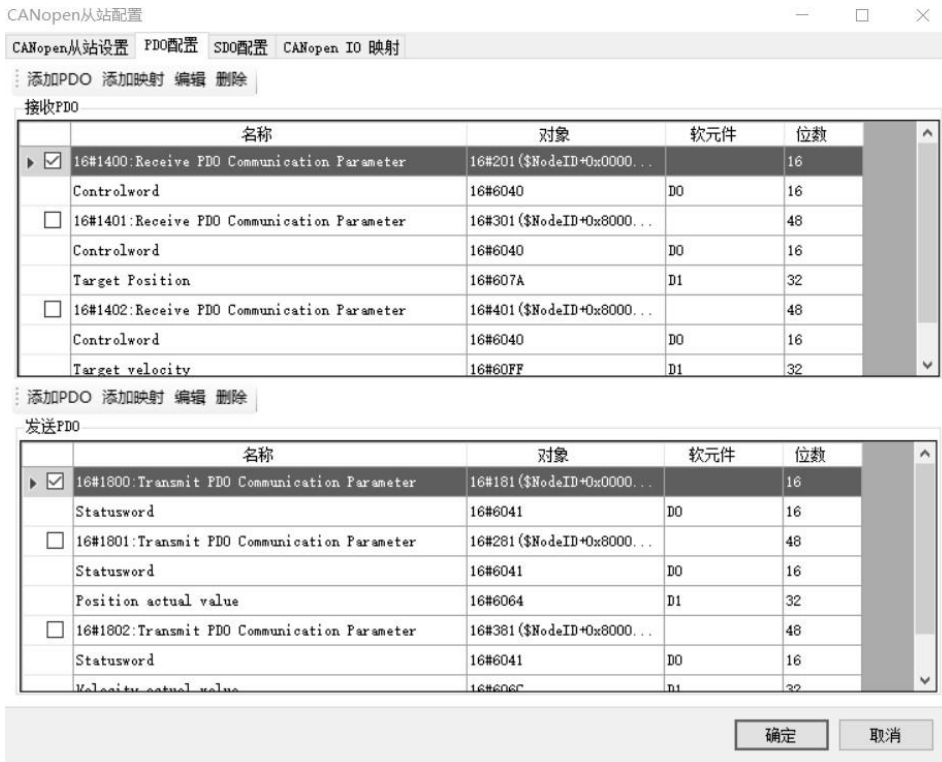 CANopen从站配置
CANopen从站设置 PDO配置 SDO配置 CANopen IO 映射
添加PDO 添加映射 编辑 删除
接收PDO
名称 对象 软元件 位数
16#1400:Receive PDO Communication Parameter 16#201($NodeID+0x0000... 16
Controlword 16#6040 D0 16
16#1401:Receive PDO Communication Parameter 16#301($NodeID+0x8000... 48
Controlword 16#6040 D0 16
Target Position 16#607A D1 32
16#1402:Receive PDO Communication Parameter 16#401($NodeID+0x8000... 48
Controlword 16#6040 D0 16
Target velocity 16#60FF D1 32
添加PDO 添加映射 编辑 删除
发送PDO
名称 对象 软元件 位数
16#1800:Transmit PDO Communication Parameter 16#181($NodeID+0x0000... 16
Statusword 16#6041 D0 16
16#1801:Transmit PDO Communication Parameter 16#281($NodeID+0x8000... 48
Statusword 16#6041 D0 16
Position actual value 16#6064 D1 32
16#1802:Transmit PDO Communication Parameter 16#381($NodeID+0x8000... 48
Statusword 16#6041 D0 16
Velocity actual value 16#606C D1 32
确定 取消